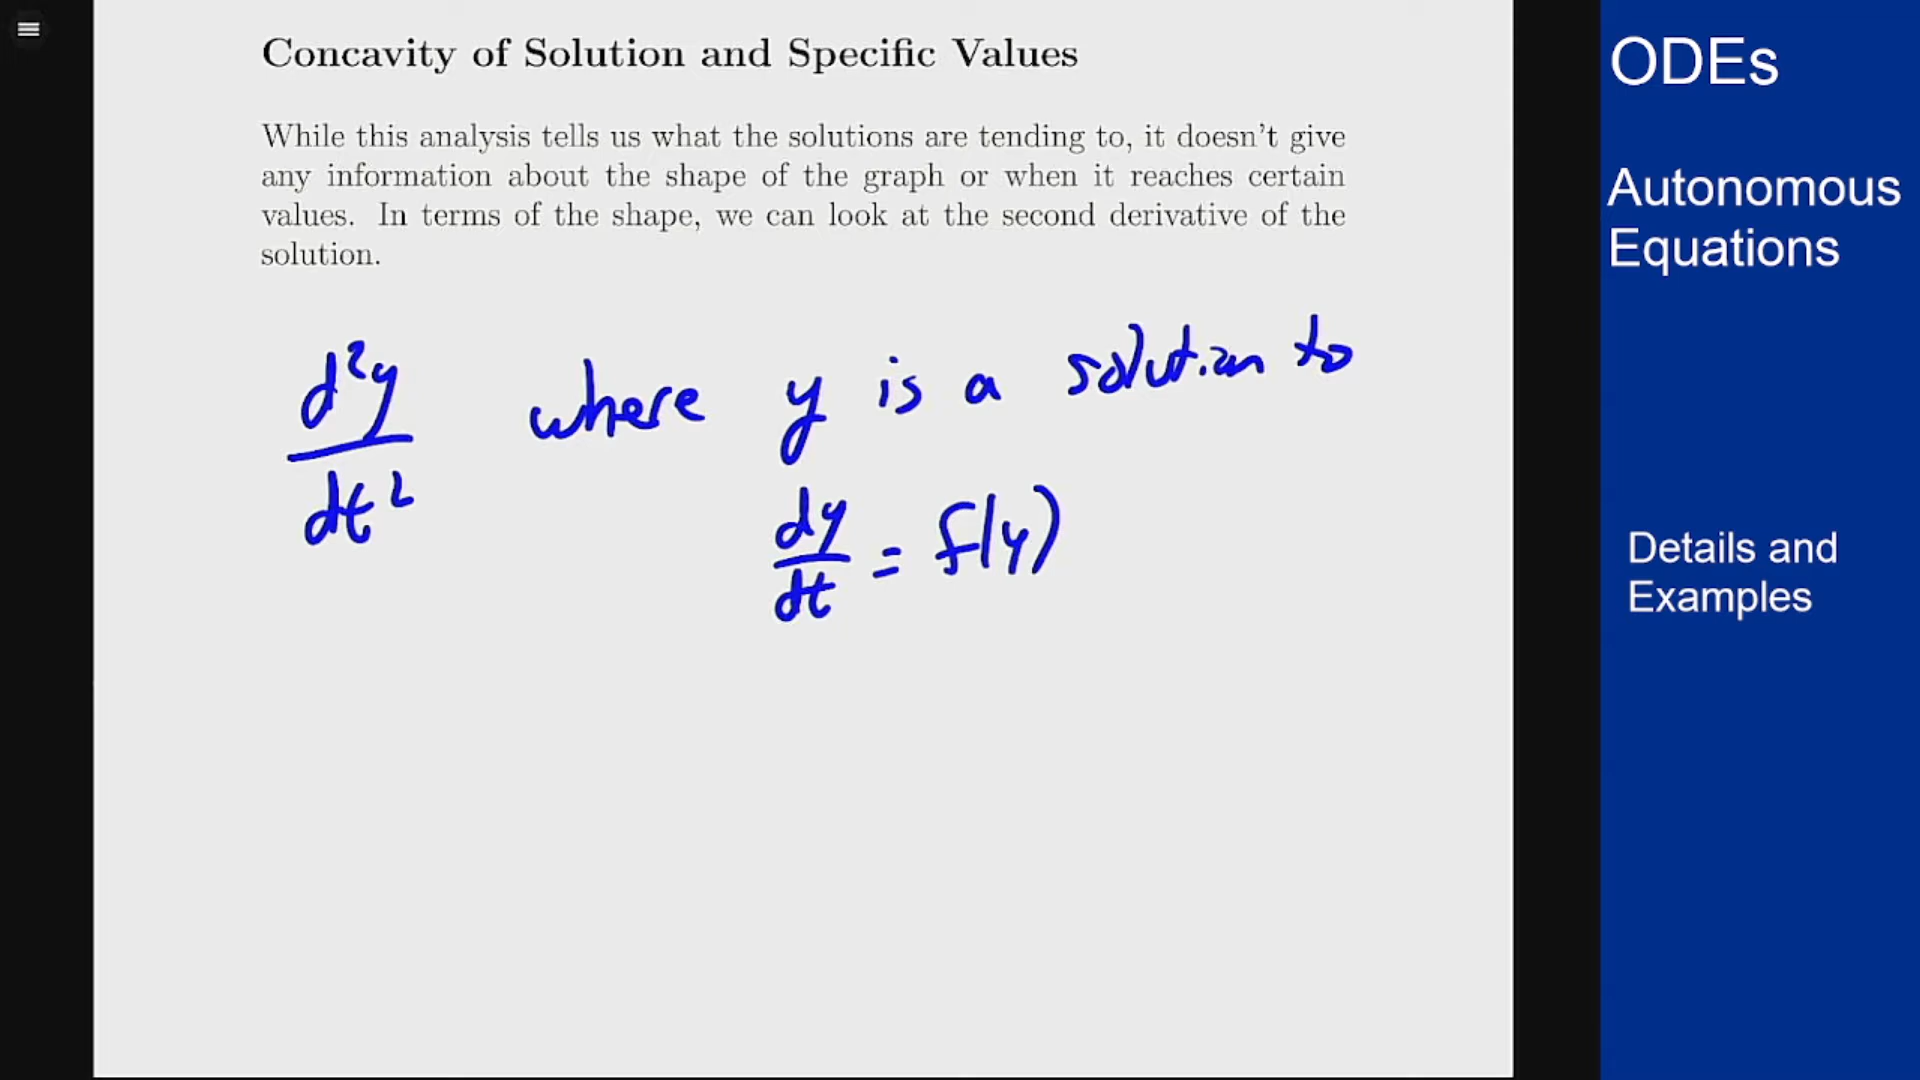 Concavity of Solution and Specific Values
While this analysis tells us what the solutions are tending to, it doesn't give
any information about the shape of the graph or when it reaches certain
values. In terms of the shape, we can look at the second derivative of the
solution.
d²y/dt² where y is a solution to
dy/dt = f(y)
ODEs
Autonomous
Equations
Details and
Examples